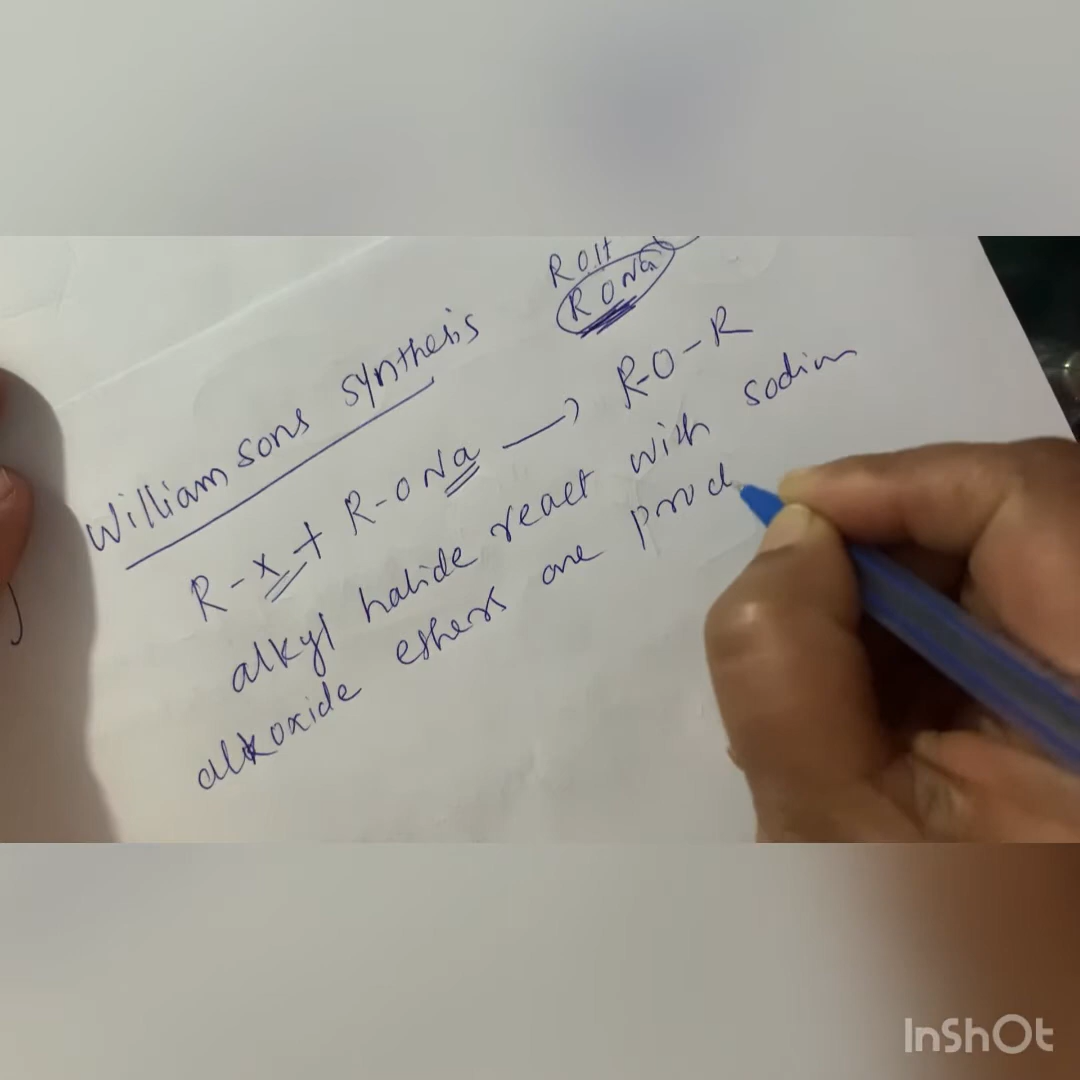 ROH
RONa
Williamsons synthesis
R-X + R-ONa → R-O-R
alkyl halide react with sodium
alkoxide ethers are prod
InShOt